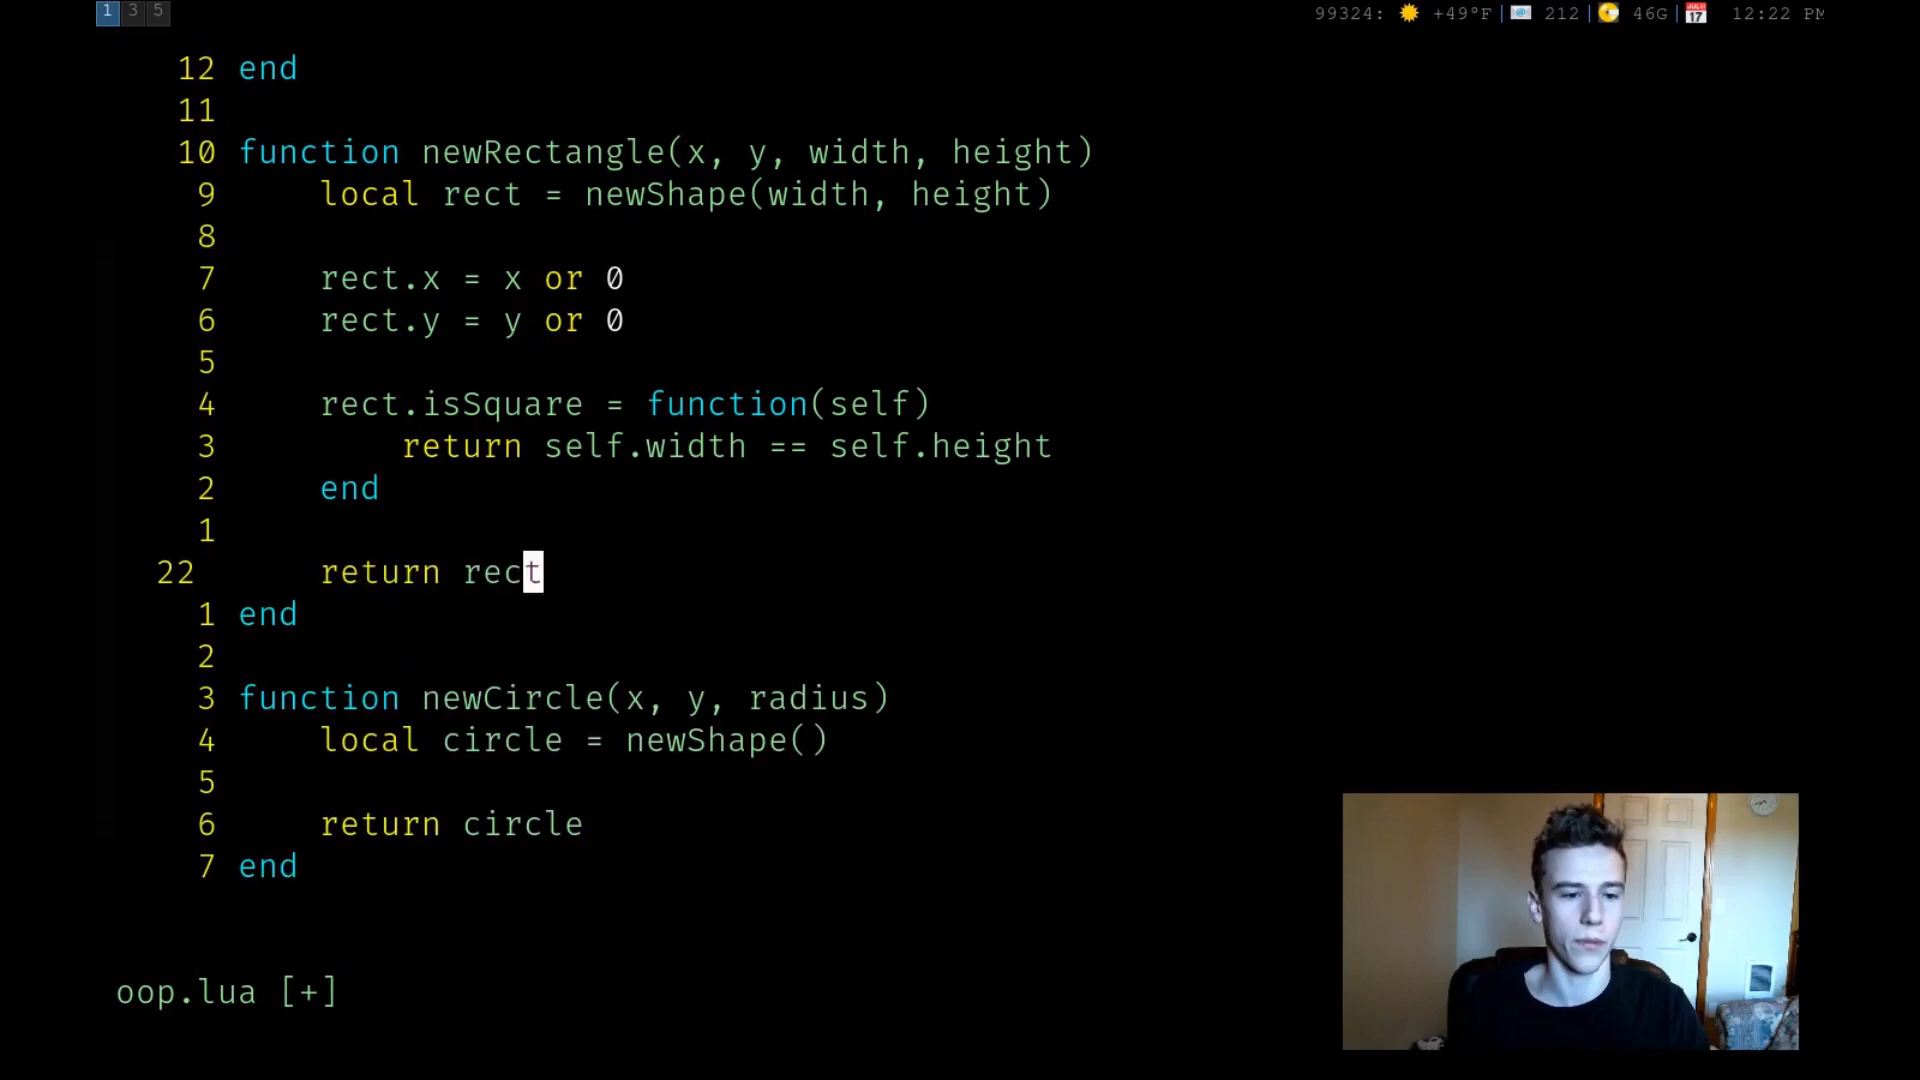 1 3 5
99324: +49°F | 212 | 46G | 17 12:22 PM
12 end
11
10 function newRectangle(x, y, width, height)
9 local rect = newShape(width, height)
8
7 rect.x = x or 0
6 rect.y = y or 0
5
4 rect.isSquare = function(self)
3 return self.width == self.height
2 end
1
22 return rect
1 end
2
3 function newCircle(x, y, radius)
4 local circle = newShape()
5
6 return circle
7 end
oop.lua [+]